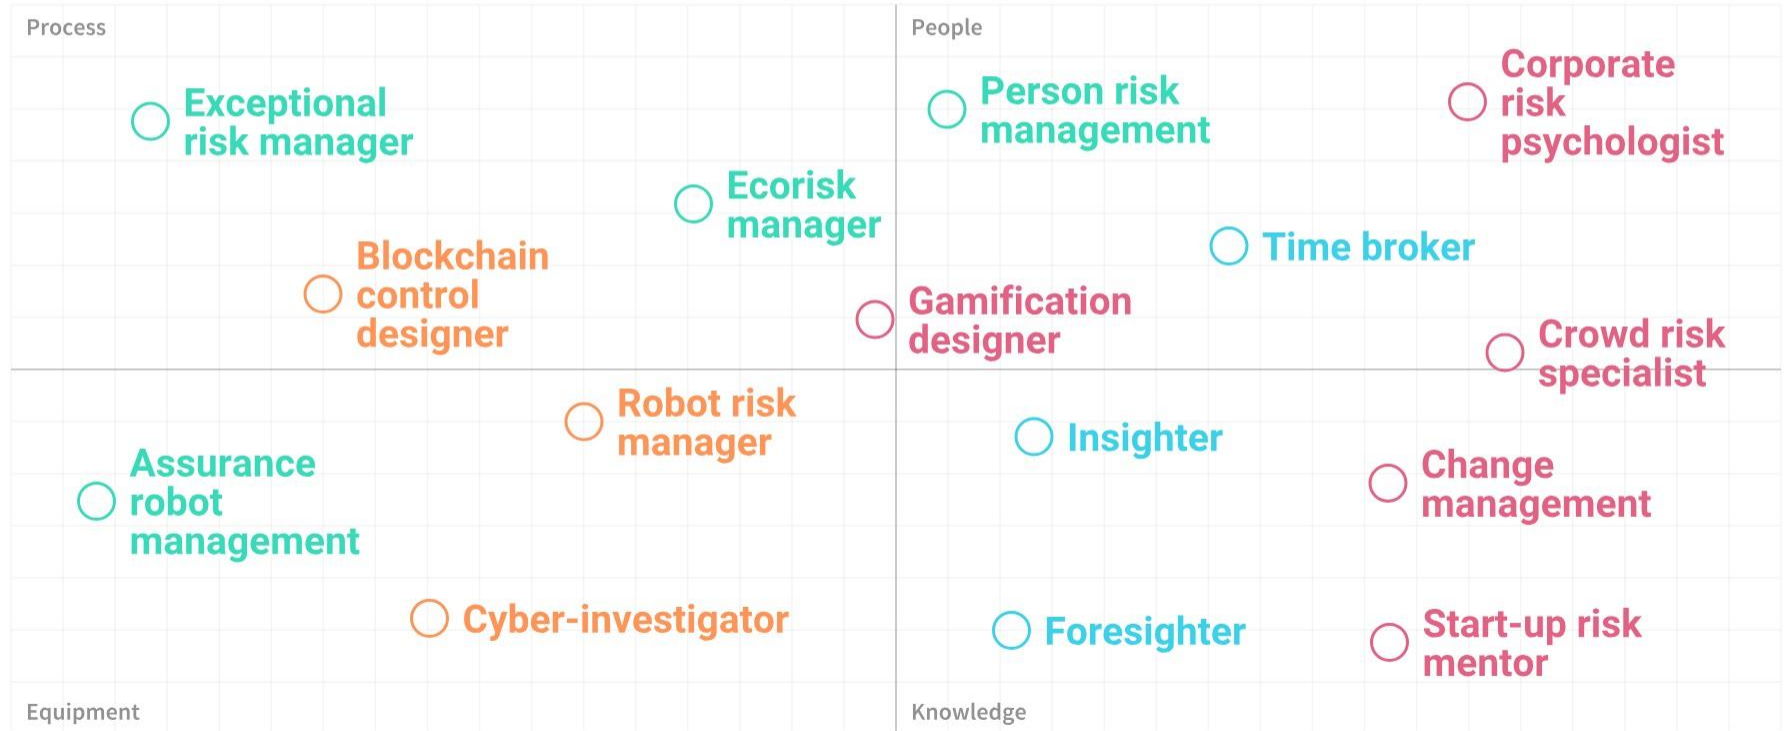 Process
People
Exceptional
risk manager
Person risk
management
Corporate
risk
psychologist
Ecorisk
manager
Time broker
Blockchain
control
designer
Gamification
designer
Crowd risk
specialist
Robot risk
manager
Insighter
Assurance
robot
management
Change
management
Cyber-investigator
Foresighter
Start-up risk
mentor
Equipment
Knowledge